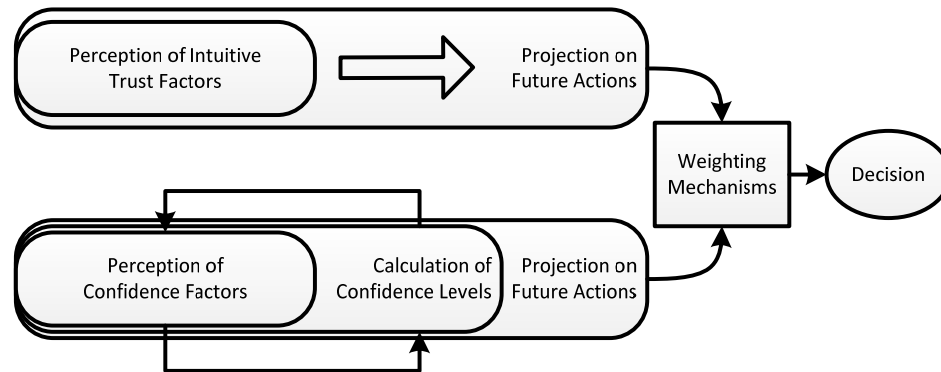 Perception of Intuitive
Trust Factors
Projection on
Future Actions
Weighting
Mechanisms
Decision
Perception of
Confidence Factors
Calculation of
Confidence Levels
Projection on
Future Actions